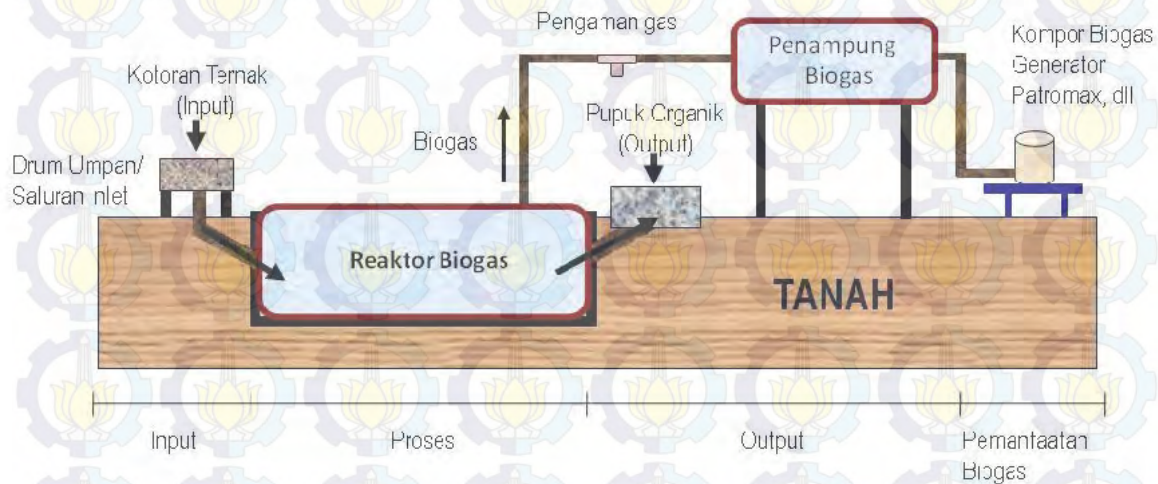 Pengaman gas
Penampung
Biogas
Kompor Biogas
Generator
Patromax, dll
Kotoran Ternak
(Input)
Pupuk Organik
(Output)
Biogas
Drum Umpan/
Saluran Inlet
Reaktor Biogas
TANAH
Input
Proses
Output
Pemanfaatan
Biogas